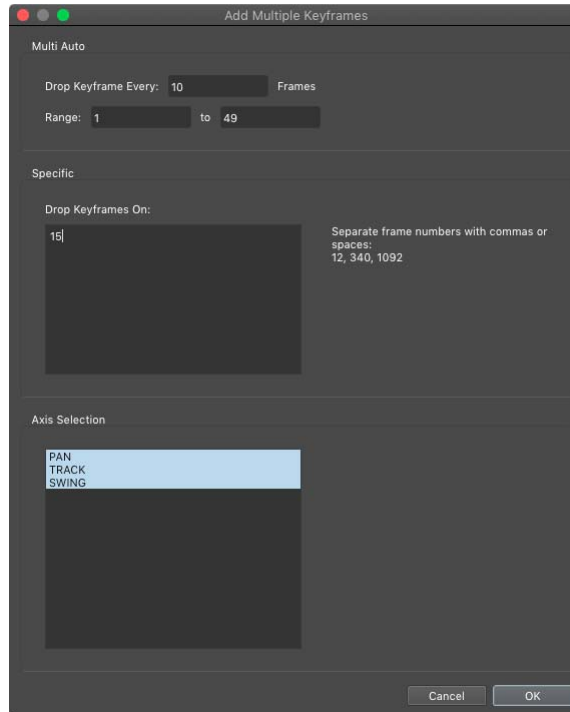 Add Multiple Keyframes
Multi Auto
Drop Keyframe Every: 10 Frames
Range: 1 to 49
Specific
Drop Keyframes On:
15
Separate frame numbers with commas or
spaces:
12, 340, 1092
Axis Selection
PAN
TRACK
SWING
Cancel OK